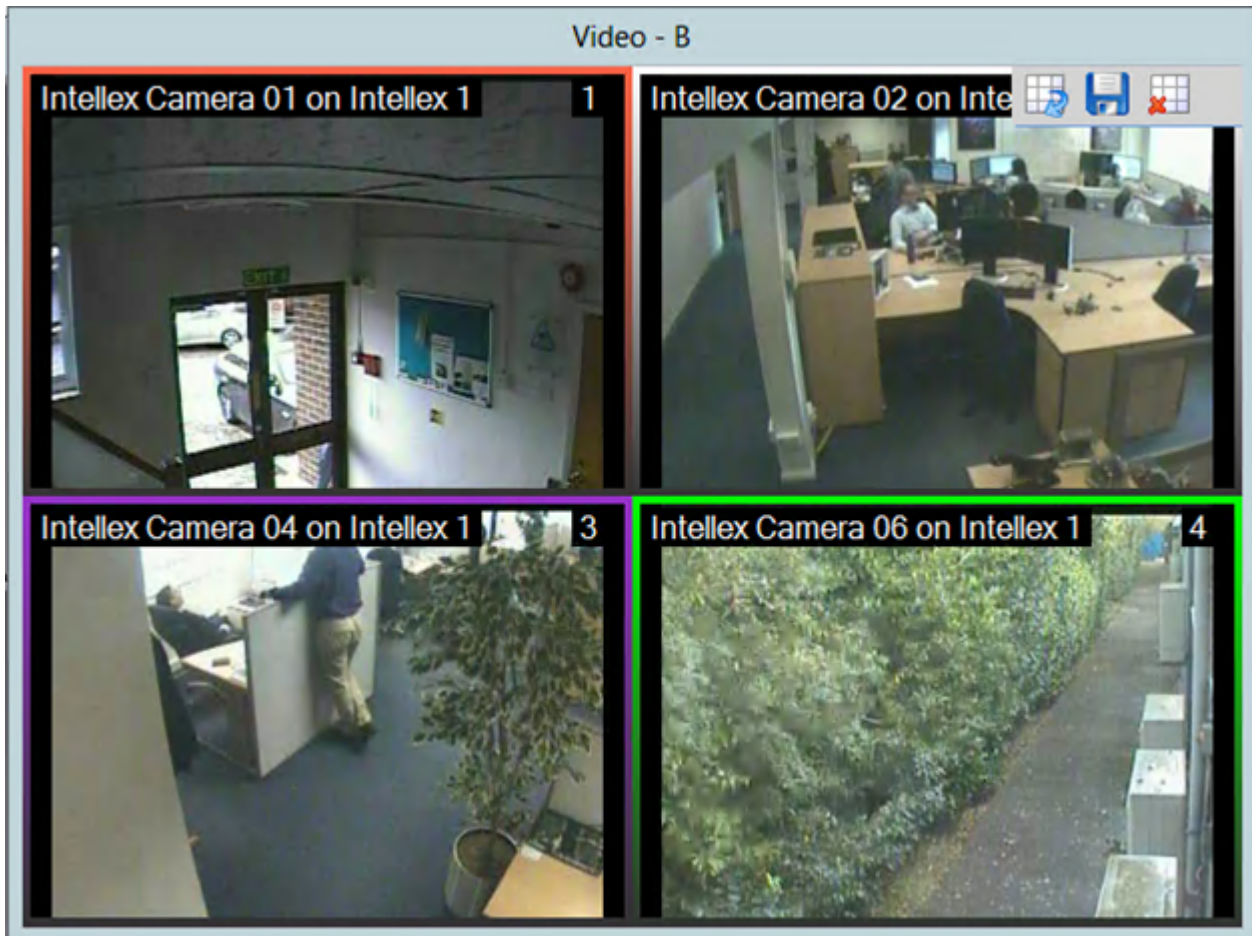 Video - B
Intellex Camera 01 on Intellex 1 1
Intellex Camera 02 on Inte
EXIT
Intellex Camera 04 on Intellex 1 3
Intellex Camera 06 on Intellex 1 4